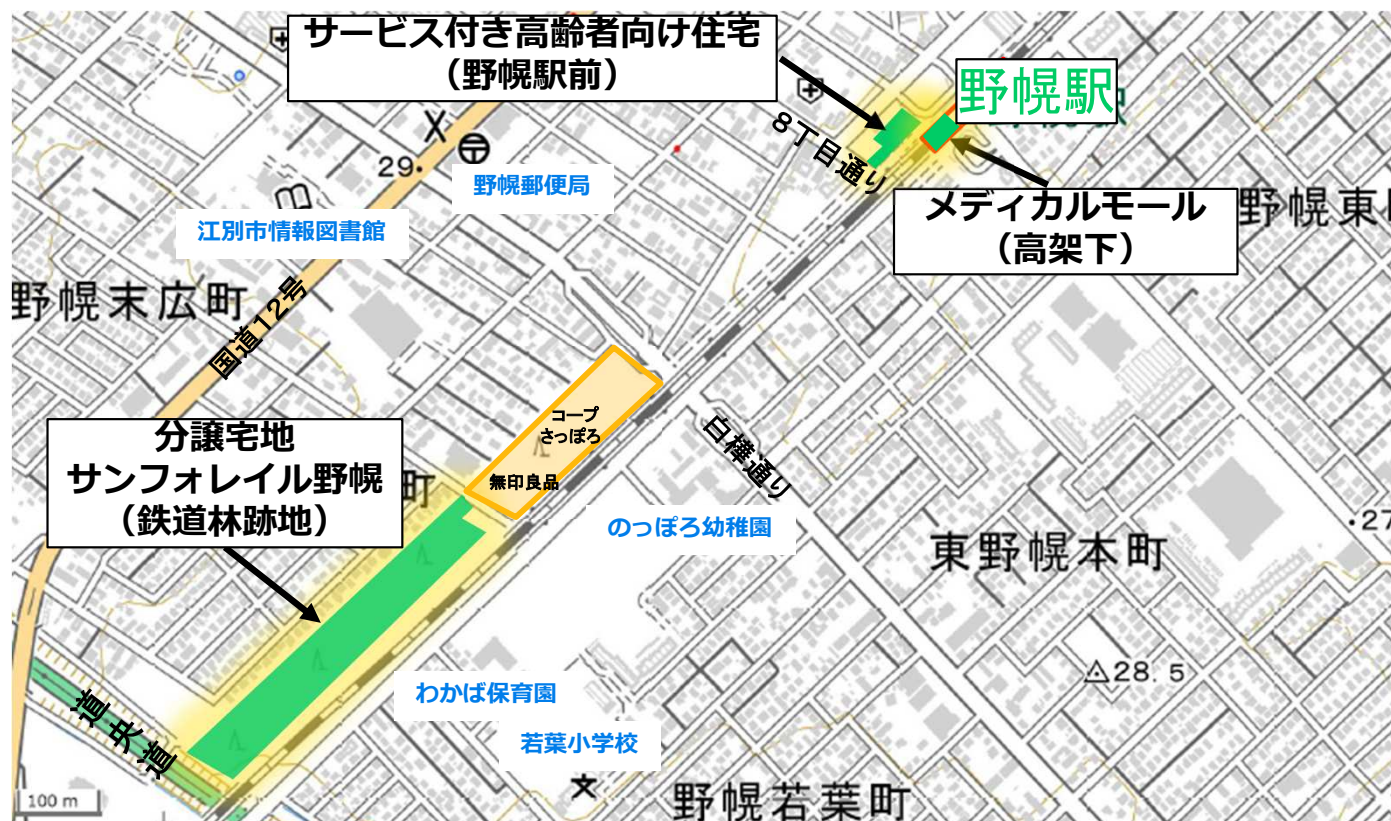 サービス付き高齢者向け住宅
（野幌駅前）
野幌駅
8丁目通り
29.
野幌郵便局
メディカルモール
（高架下）
野幌東
江別市情報図書館
野幌末広町
国道12号
コープ
さっぽろ
無印良品
白樺通り
分譲宅地
サンフォレイル野幌
（鉄道林跡地）
町
のっぽろ幼稚園
・27
東野幌本町
わかば保育園
28.5
道央道
若葉小学校
100 m
野幌若葉町